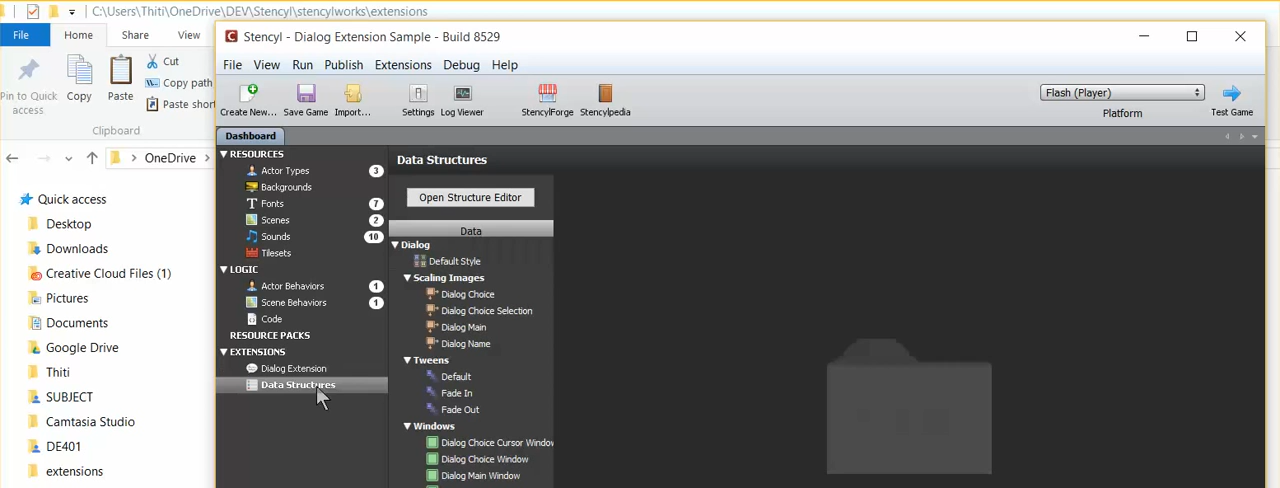 C:\Users\Thiti\OneDrive\DEV\Stencyl\stencylworks\extensions
File Home Share View
Pin to Quick access
Copy
Paste
Cut
Copy path
Paste short
Clipboard
OneDrive
Quick access
Desktop
Downloads
Creative Cloud Files (1)
Pictures
Documents
Google Drive
Thiti
SUBJECT
Camtasia Studio
DE401
extensions
Stencyl - Dialog Extension Sample - Build 8529
File View Run Publish Extensions Debug Help
Create New... Save Game Import... Settings Log Viewer StencylForge Stencylpedia
Flash (Player)
Platform
Test Game
Dashboard
RESOURCES
Actor Types 3
Backgrounds
Fonts 7
Scenes 2
Sounds 10
Tilesets
LOGIC
Actor Behaviors 1
Scene Behaviors 1
Code
RESOURCE PACKS
EXTENSIONS
Dialog Extension
Data Structures
Data Structures
Open Structure Editor
Data
Dialog
Default Style
Scaling Images
Dialog Choice
Dialog Choice Selection
Dialog Main
Dialog Name
Tweens
Default
Fade In
Fade Out
Windows
Dialog Choice Cursor Window
Dialog Choice Window
Dialog Main Window